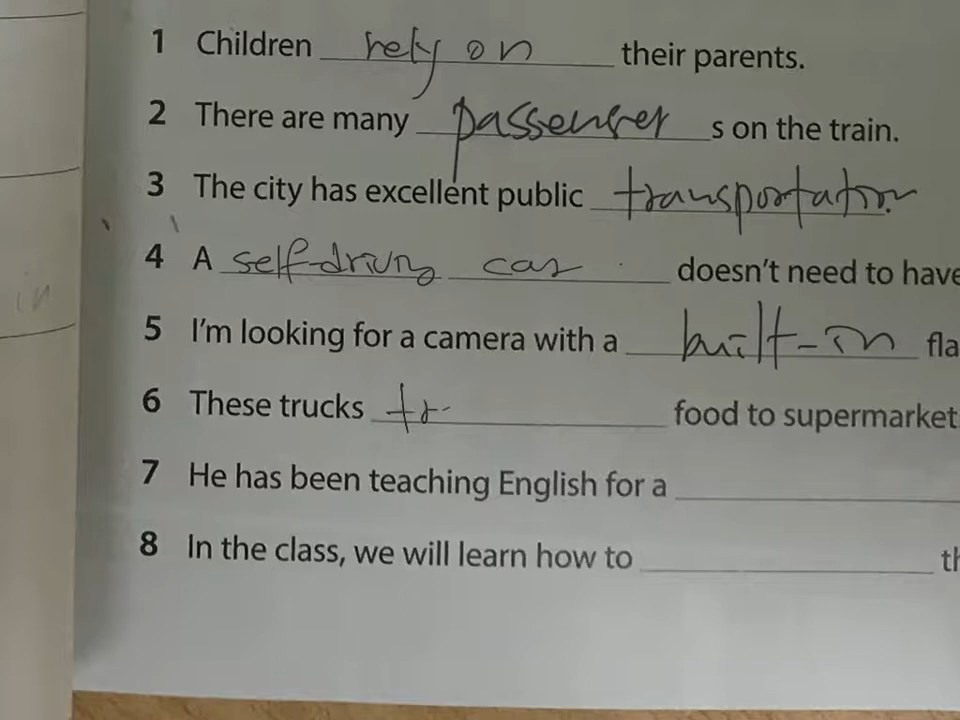 1 Children rely on their parents.
2 There are many passenger s on the train.
3 The city has excellent public transportation
4 A self-driving car doesn't need to have
5 I'm looking for a camera with a built-in fla
6 These trucks tr food to supermarket
7 He has been teaching English for a
8 In the class, we will learn how to th
in